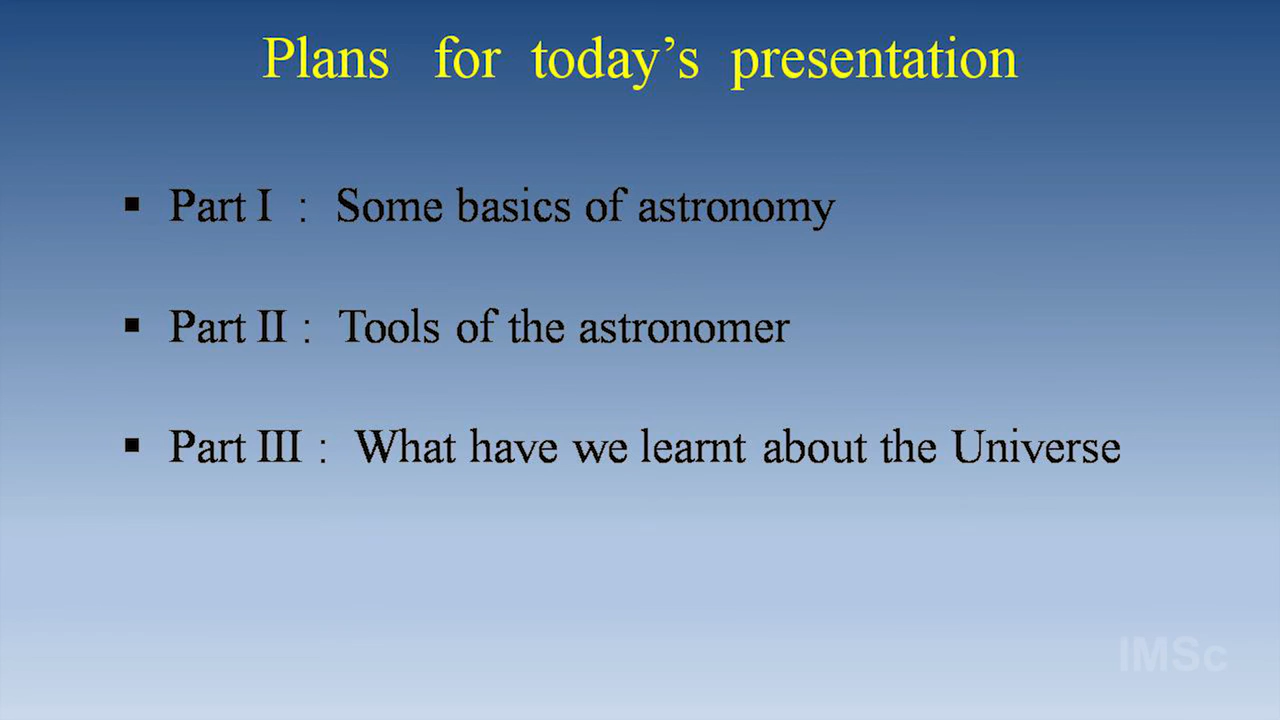 Plans for today's presentation
▪ Part I : Some basics of astronomy
▪ Part II : Tools of the astronomer
▪ Part III : What have we learnt about the Universe
IMSc